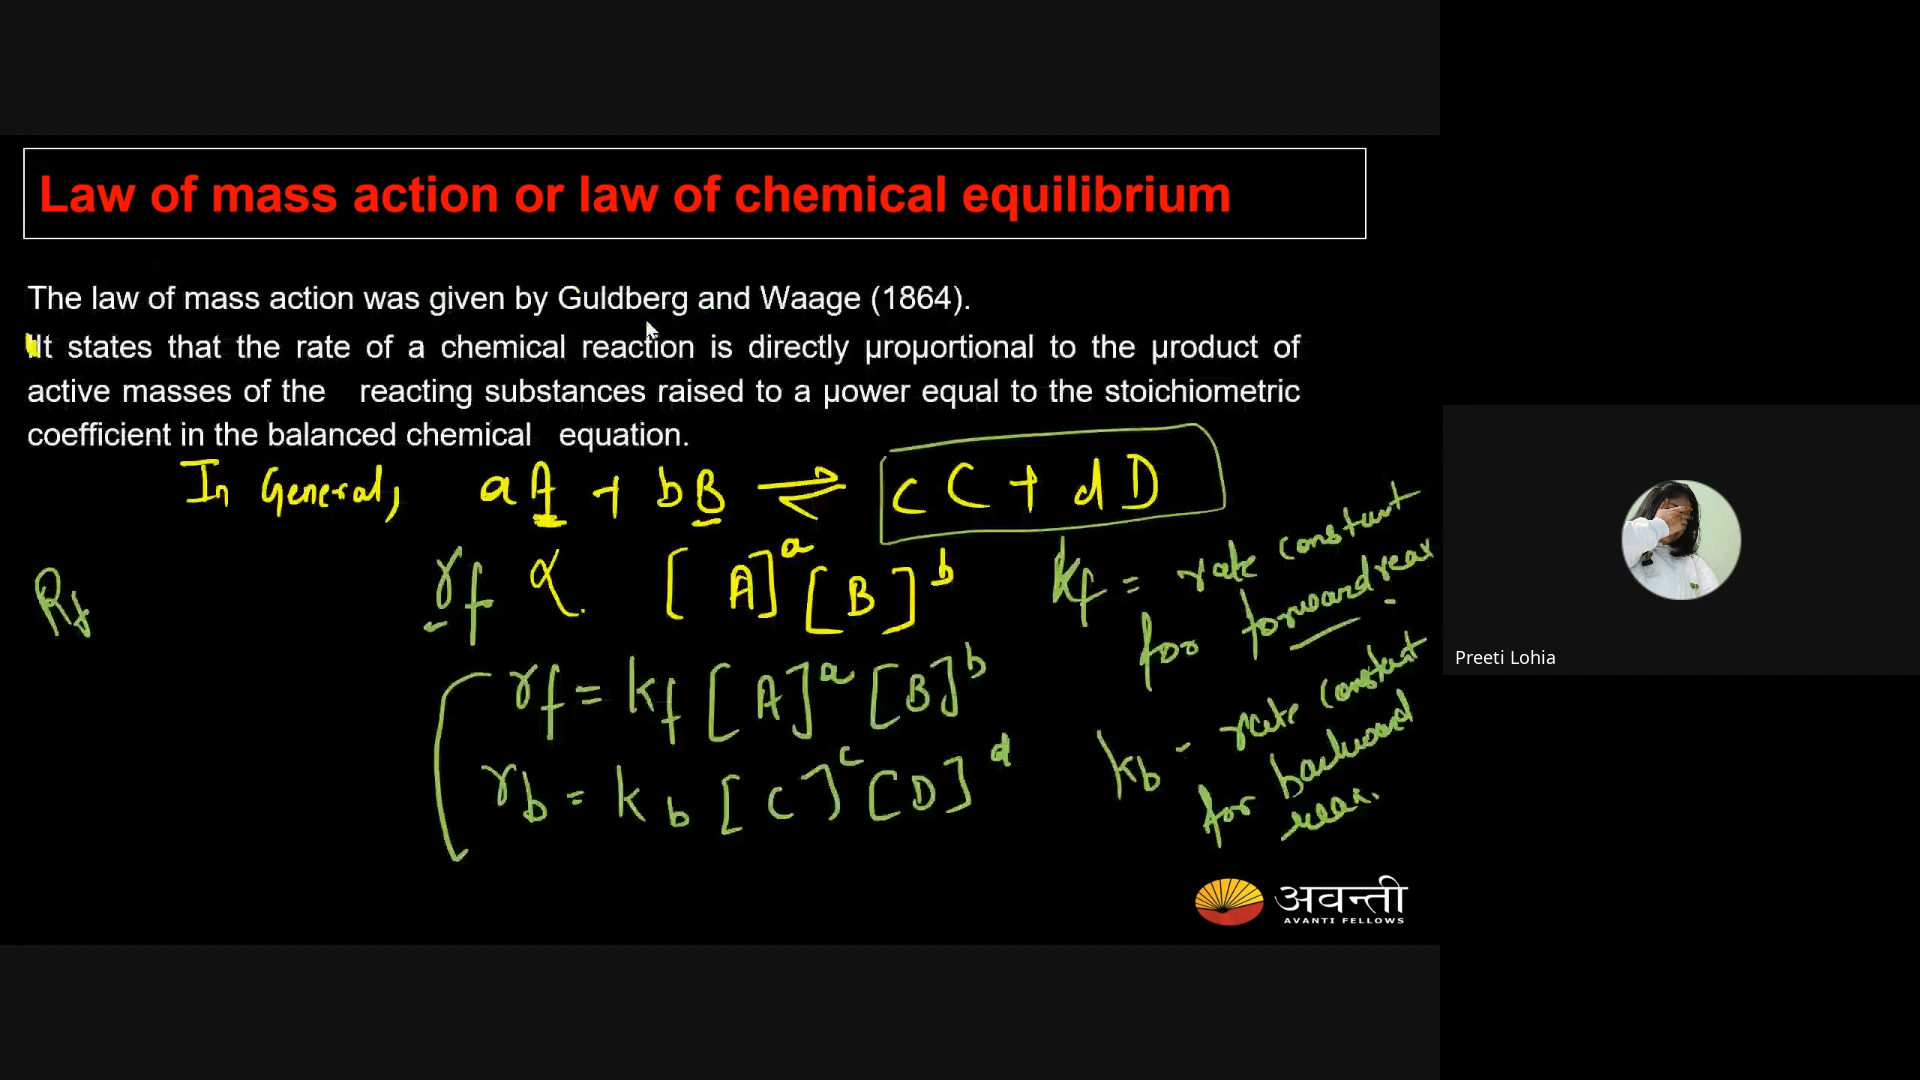 Law of mass action or law of chemical equilibrium
The law of mass action was given by Guldberg and Waage (1864).
It states that the rate of a chemical reaction is directly µroµortional to the µroduct of
active masses of the reacting substances raised to a µower equal to the stoichiometric
coefficient in the balanced chemical equation.
In General, aA + bB ⇌ cC + dD
rf ∝ [A]^a [B]^b
Rf
kf = rate constant
for forward reax
rf = kf [A]^a [B]^b
rb = kb [C]^c [D]^d
kb - rate constant
for backward
reax.
अवन्ती
AVANTI FELLOWS
Preeti Lohia